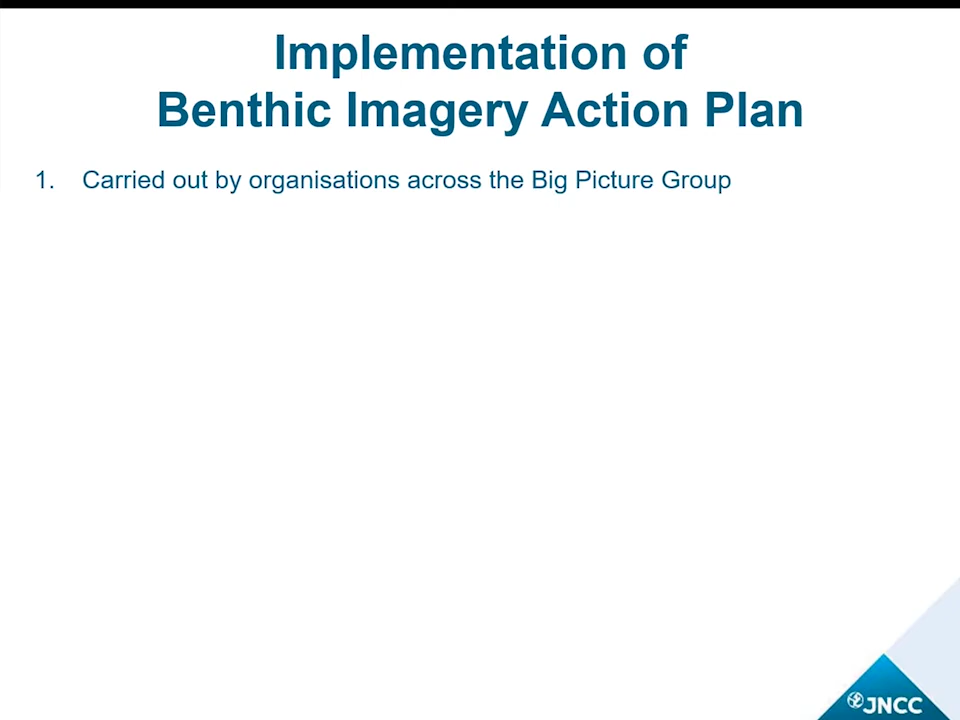 Implementation of
Benthic Imagery Action Plan
1. Carried out by organisations across the Big Picture Group
JNCC